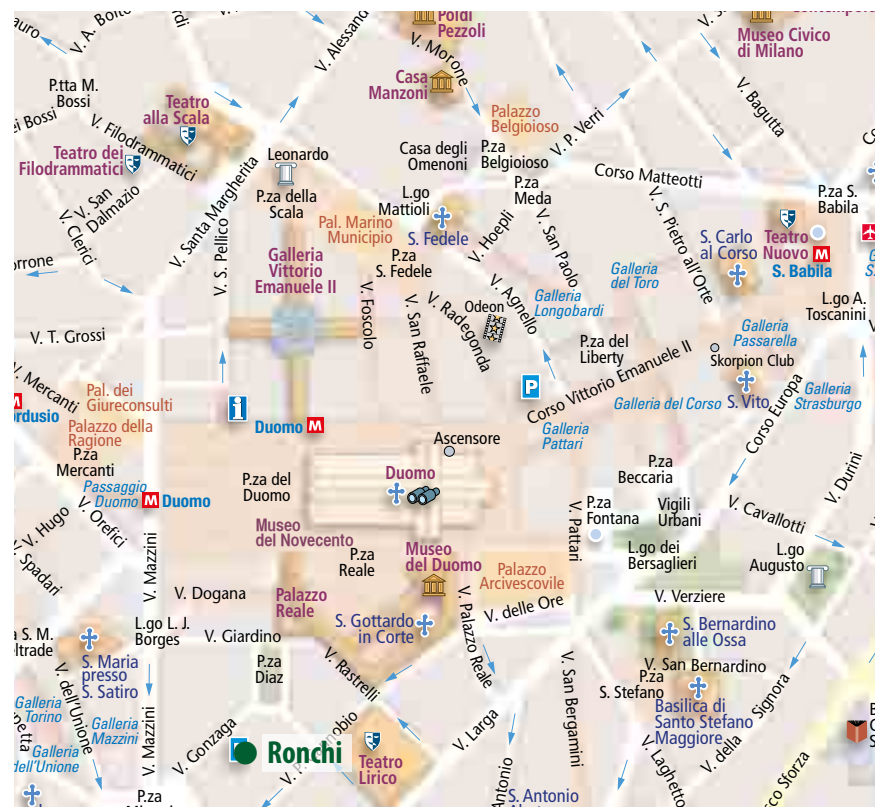 Poldi
Pezzoli
Museo Civico
di Milano
V. A. Boito
V. Alessand
V. Morone
Casa
Manzoni
V. Bagutta
P.tta M.
Bossi
ei Bossi
Teatro
alla Scala
V. Filodrammatici
Teatro dei
Filodrammatici
Palazzo
Belgioioso
V. P. Verri
Casa degli
Omenoni
P.za
Belgioioso
Leonardo
P.za della
Scala
Corso Matteotti
P.za
Meda
L.go
Mattioli
V. San
Dalmazio
V. Clerici
V. Santa Margherita
V. S. Pellico
Pal. Marino
Municipio
S. Fedele
V. Hoepli
V. San Paolo
V. S. Pietro all'Orte
P.za S.
Babila
S. Carlo
al Corso
Teatro
Nuovo
M
S. Babila
Galleria
Vittorio
Emanuele II
P.za
S. Fedele
V. Foscolo
V. San
Raffaele
V. Radegonda
Odeon
V. Agnello
Galleria
Longobardi
Galleria
del Toro
L.go A.
Toscanini
Galleria
Passarella
V. T. Grossi
P.za del
Liberty
Skorpion Club
V. Mercanti
Pal. dei
Giureconsulti
P
Corso Vittorio Emanuele II
Galleria del Corso
S. Vito
Corso Europa
Galleria
Strasburgo
ordusio
Palazzo della
Ragione
P.za
Mercanti
i
Duomo
M
Ascensore
Galleria
Pattari
Passaggio
Duomo
M
Duomo
P.za del
Duomo
Duomo
P.za
Beccaria
V. Durini
V. Hugo
V. Orefici
V. Spadari
V. Mazzini
Museo
del Novecento
V. Pattari
P.za
Fontana
Vigili
Urbani
V. Cavallotti
P.za
Reale
Museo
del Duomo
Palazzo
Arcivescovile
L.go dei
Bersaglieri
L.go
Augusto
V. Dogana
Palazzo
Reale
S. Gottardo
in Corte
V. Palazzo Reale
V. delle Ore
V. Verziere
a S. M.
eltrade
L.go L. J.
Borges
V. Giardino
S. Bernardino
alle Ossa
S. Maria
presso
S. Satiro
P.za
Diaz
V. Rastrelli
V. San Bernardino
P.za
S. Stefano
Basilica di
Santo Stefano
Maggiore
V. San Bergamini
V. della Signora
Galleria
Torino
V. dell'Unione
Galleria
Mazzini
V. Mazzini
V. Gonzaga
Galleria
dell'Unione
Ronchi
Teatro
Lirico
V. Larga
V. Laghetto
co Sforza
P.za
Antonio
S. Antonio